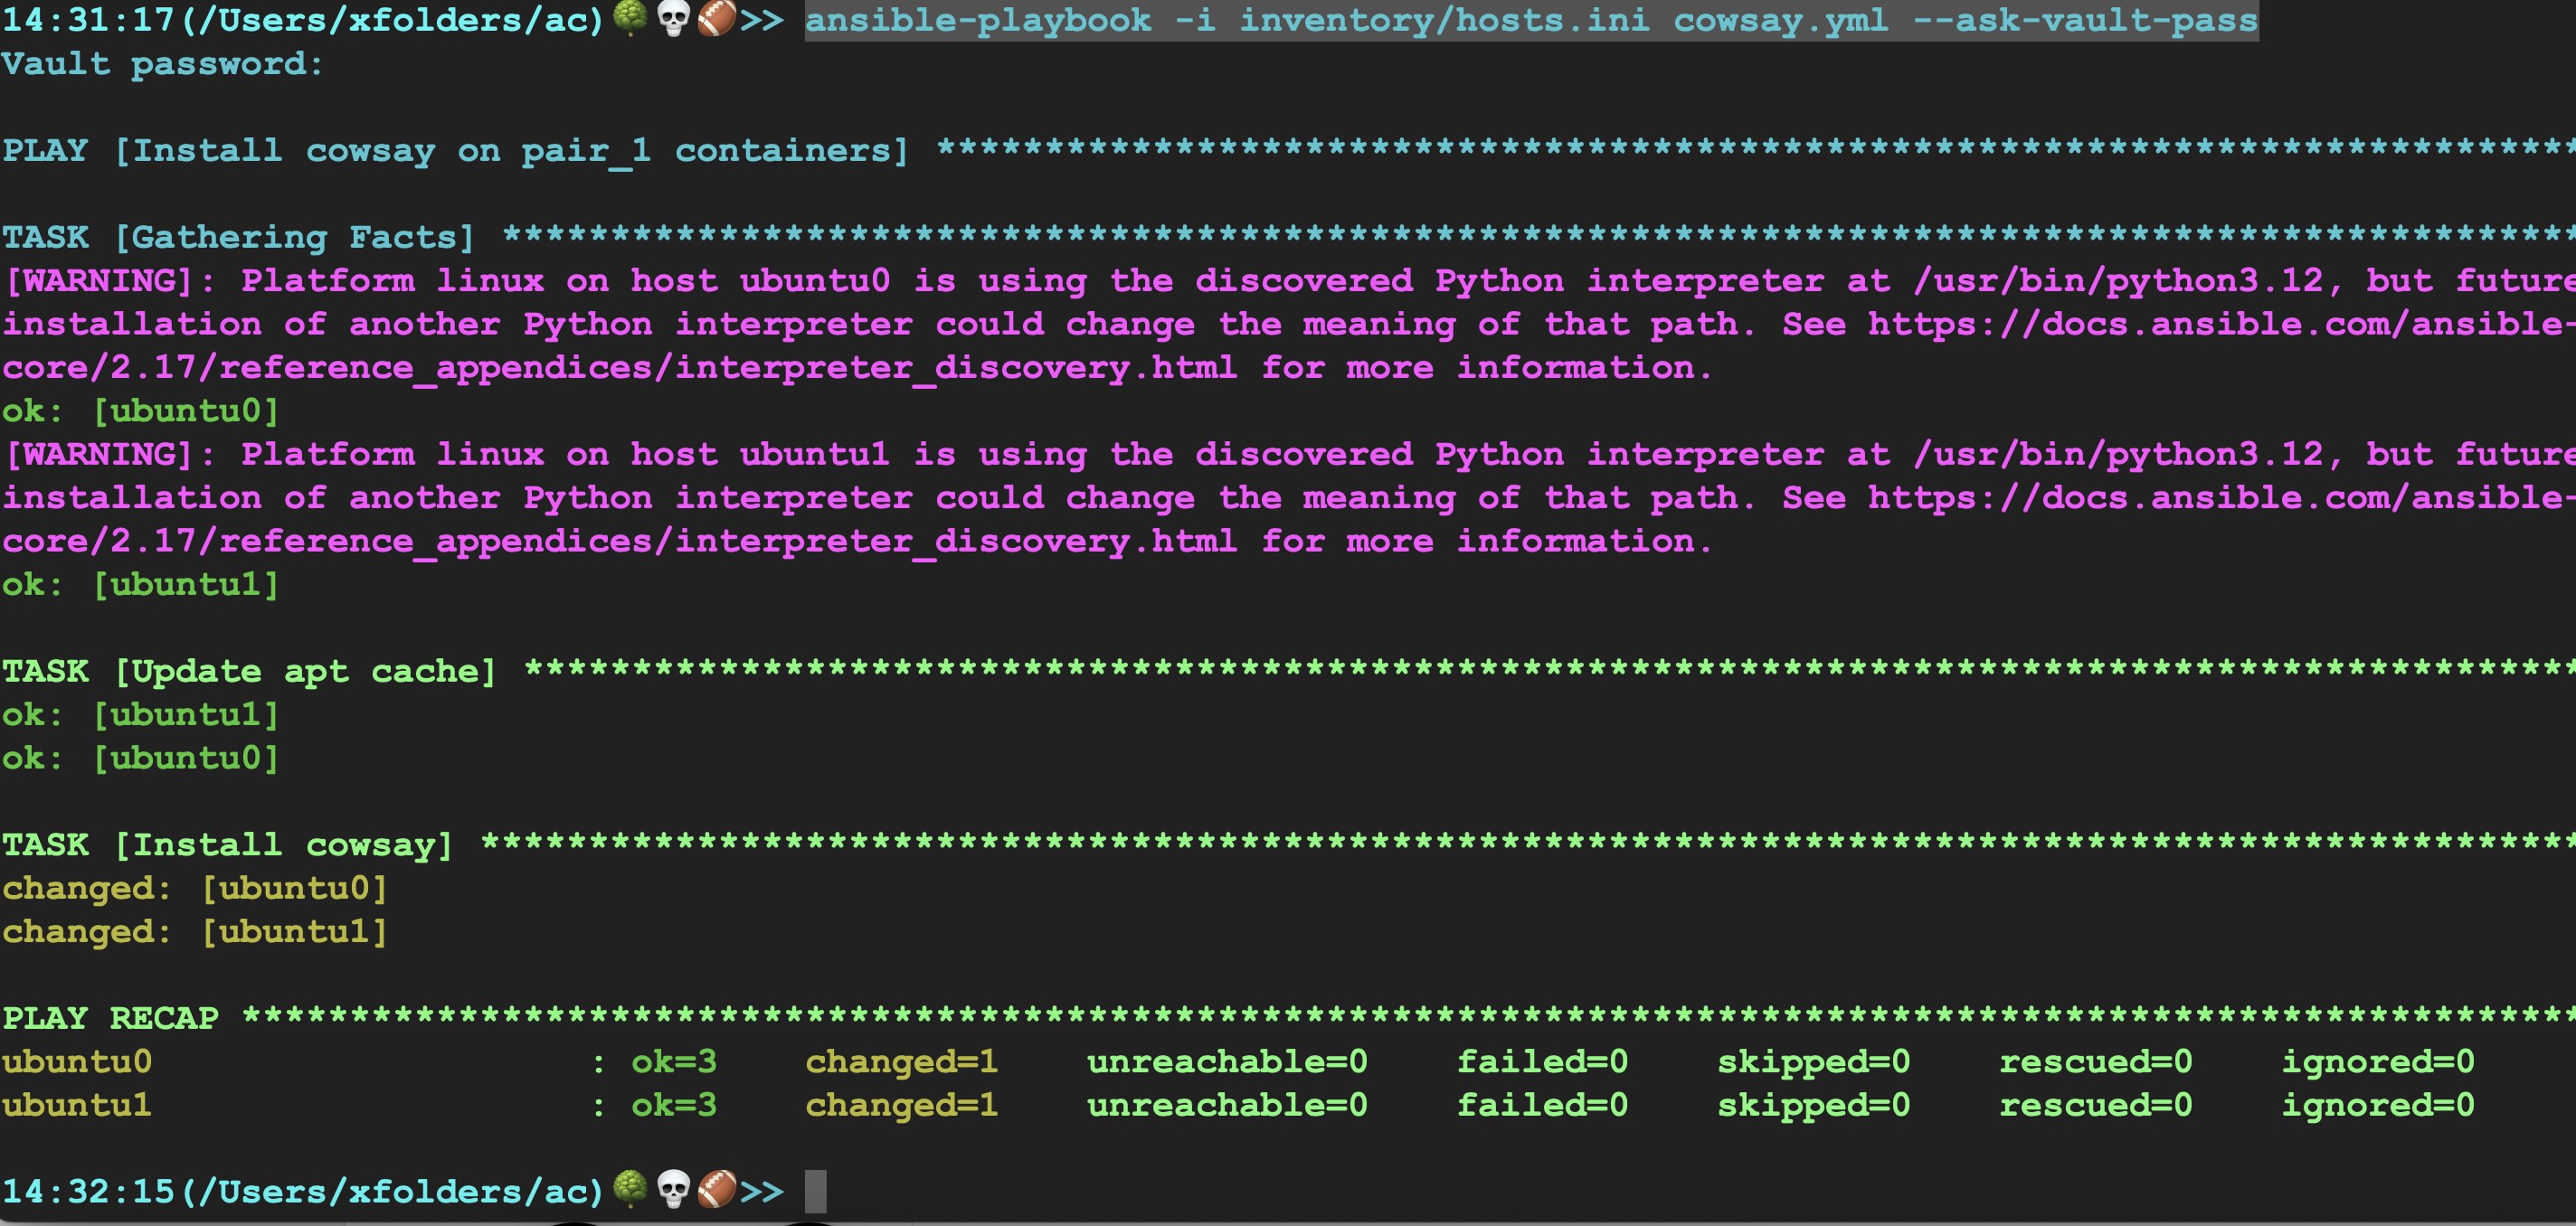 14:31:17(/Users/xfolders/ac)🌳💀🏈>> ansible-playbook -i inventory/hosts.ini cowsay.yml --ask-vault-pass
Vault password:
PLAY [Install cowsay on pair_1 containers] ****************************************************************************
TASK [Gathering Facts] ************************************************************************************************
[WARNING]: Platform linux on host ubuntu0 is using the discovered Python interpreter at /usr/bin/python3.12, but future
installation of another Python interpreter could change the meaning of that path. See https://docs.ansible.com/ansible-
core/2.17/reference_appendices/interpreter_discovery.html for more information.
ok: [ubuntu0]
[WARNING]: Platform linux on host ubuntu1 is using the discovered Python interpreter at /usr/bin/python3.12, but future
installation of another Python interpreter could change the meaning of that path. See https://docs.ansible.com/ansible-
core/2.17/reference_appendices/interpreter_discovery.html for more information.
ok: [ubuntu1]
TASK [Update apt cache] ***********************************************************************************************
ok: [ubuntu1]
ok: [ubuntu0]
TASK [Install cowsay] *************************************************************************************************
changed: [ubuntu0]
changed: [ubuntu1]
PLAY RECAP ************************************************************************************************************
ubuntu0 : ok=3 changed=1 unreachable=0 failed=0 skipped=0 rescued=0 ignored=0
ubuntu1 : ok=3 changed=1 unreachable=0 failed=0 skipped=0 rescued=0 ignored=0
14:32:15(/Users/xfolders/ac)🌳💀🏈>>